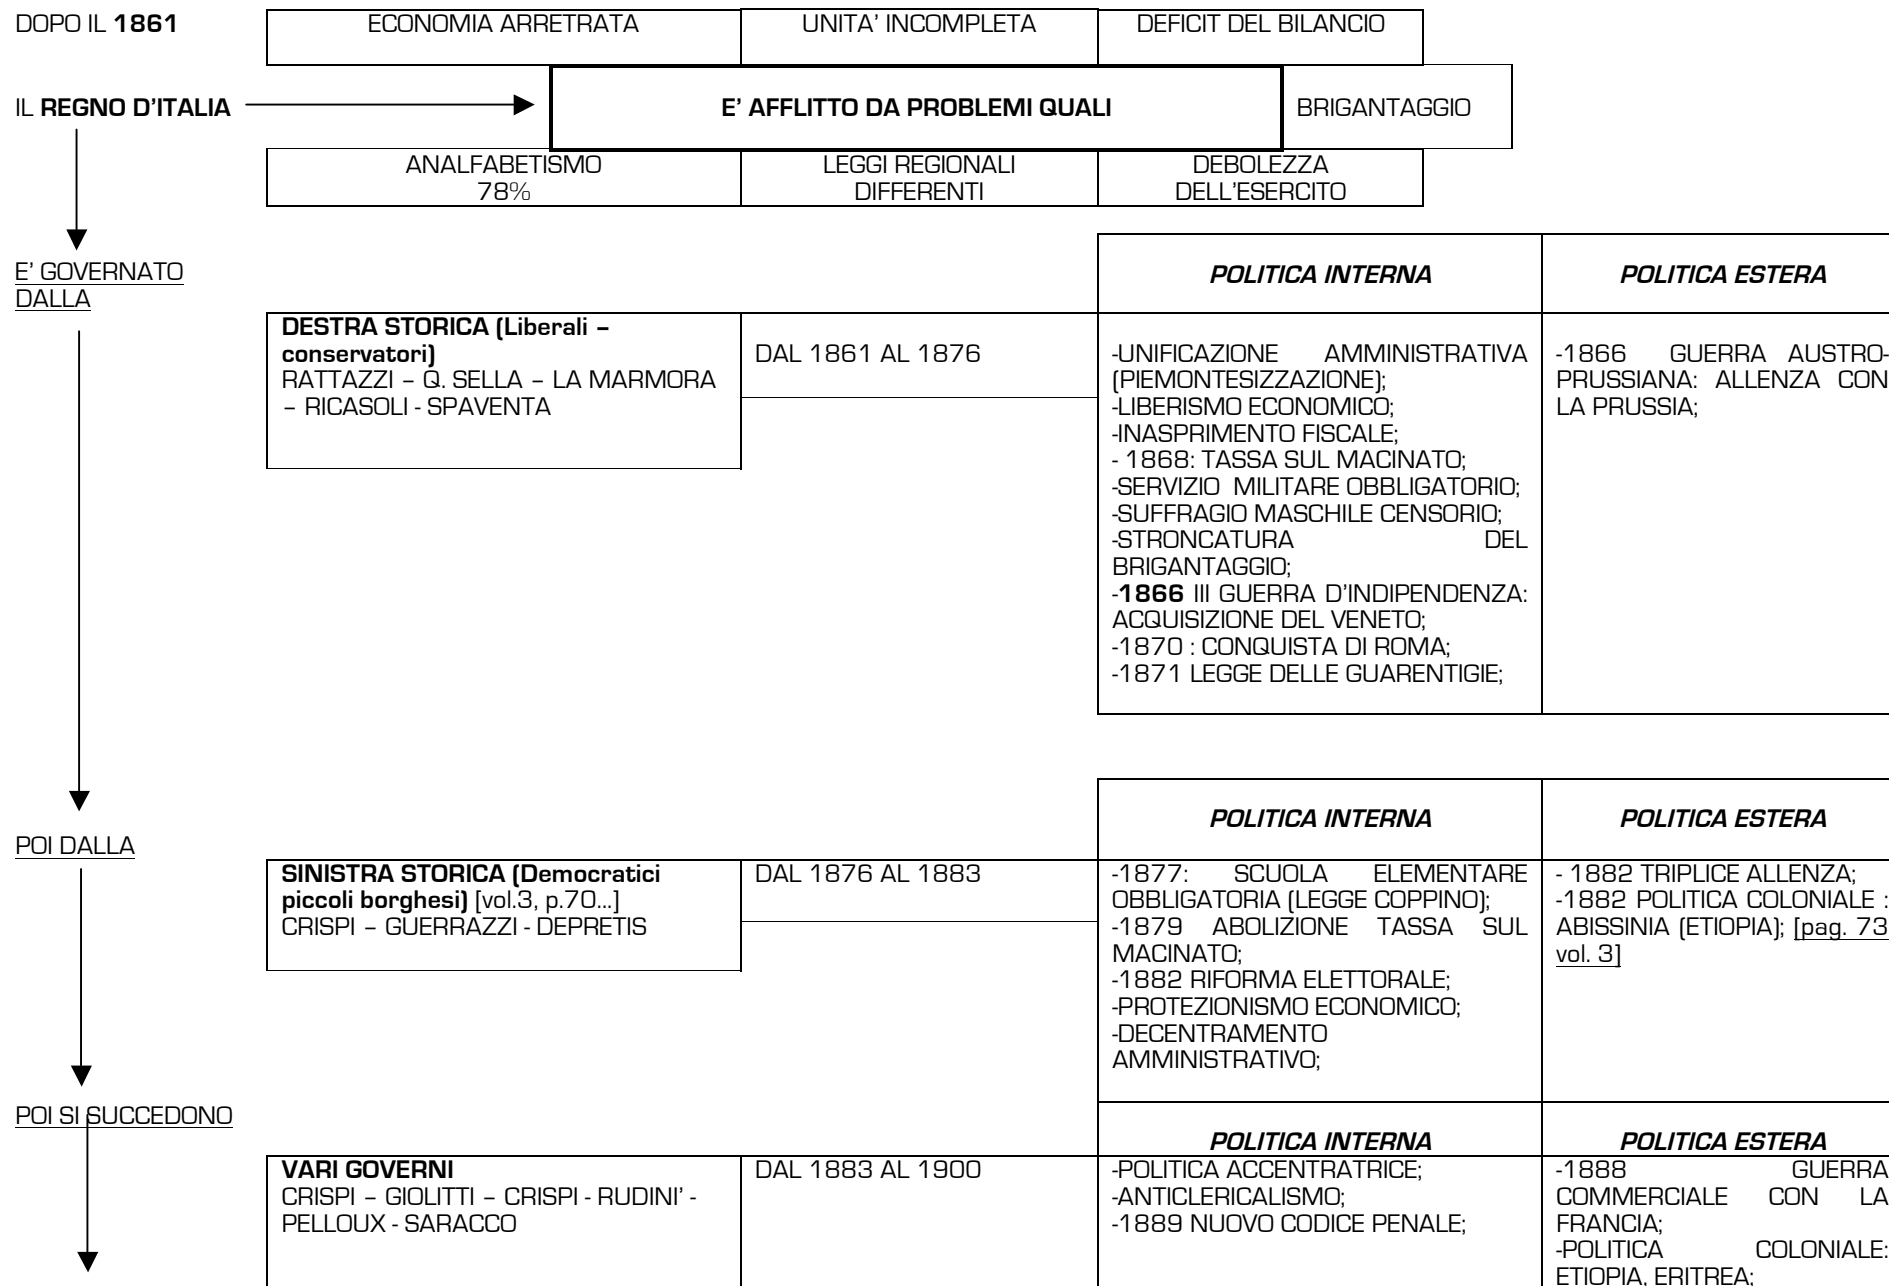 DOPO IL 1861
ECONOMIA ARRETRATA
UNITA' INCOMPLETA
DEFICIT DEL BILANCIO
IL REGNO D'ITALIA
E' AFFLITTO DA PROBLEMI QUALI
BRIGANTAGGIO
ANALFABETISMO
78%
LEGGI REGIONALI
DIFFERENTI
DEBOLEZZA
DELL'ESERCITO
E' GOVERNATO
DALLA
POLITICA INTERNA
POLITICA ESTERA
DESTRA STORICA (Liberali –
conservatori)
RATTAZZI – Q. SELLA – LA MARMORA
– RICASOLI - SPAVENTA
DAL 1861 AL 1876
-UNIFICAZIONE AMMINISTRATIVA
(PIEMONTESIZZAZIONE);
-LIBERISMO ECONOMICO;
-INASPRIMENTO FISCALE;
- 1868: TASSA SUL MACINATO;
-SERVIZIO MILITARE OBBLIGATORIO;
-SUFFRAGIO MASCHILE CENSORIO;
-STRONCATURA DEL
BRIGANTAGGIO;
-1866 III GUERRA D'INDIPENDENZA:
ACQUISIZIONE DEL VENETO;
-1870 : CONQUISTA DI ROMA;
-1871 LEGGE DELLE GUARENTIGIE;
-1866 GUERRA AUSTRO-
PRUSSIANA: ALLENZA CON
LA PRUSSIA;
POI DALLA
POLITICA INTERNA
POLITICA ESTERA
SINISTRA STORICA (Democratici
piccoli borghesi) [vol.3, p.70...]
CRISPI – GUERRAZZI - DEPRETIS
DAL 1876 AL 1883
-1877: SCUOLA ELEMENTARE
OBBLIGATORIA (LEGGE COPPINO);
-1879 ABOLIZIONE TASSA SUL
MACINATO;
-1882 RIFORMA ELETTORALE;
-PROTEZIONISMO ECONOMICO;
-DECENTRAMENTO
AMMINISTRATIVO;
- 1882 TRIPLICE ALLENZA;
-1882 POLITICA COLONIALE :
ABISSINIA (ETIOPIA); [pag. 73
vol. 3]
POI SI SUCCEDONO
POLITICA INTERNA
POLITICA ESTERA
VARI GOVERNI
CRISPI – GIOLITTI – CRISPI - RUDINI' -
PELLOUX - SARACCO
DAL 1883 AL 1900
-POLITICA ACCENTRATRICE;
-ANTICLERICALISMO;
-1889 NUOVO CODICE PENALE;
-1888 GUERRA
COMMERCIALE CON LA
FRANCIA;
-POLITICA COLONIALE:
ETIOPIA, ERITREA;